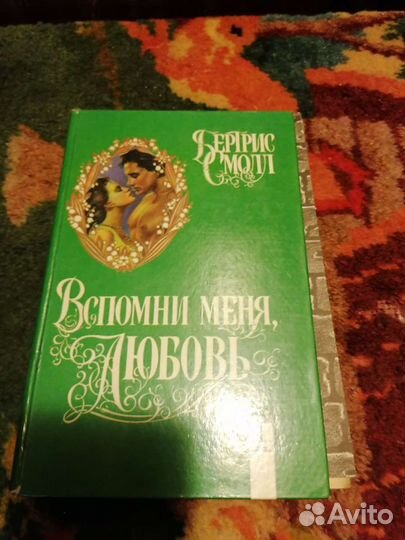 Бертрис
Смолл
Вспомни меня,
любовь
Avito